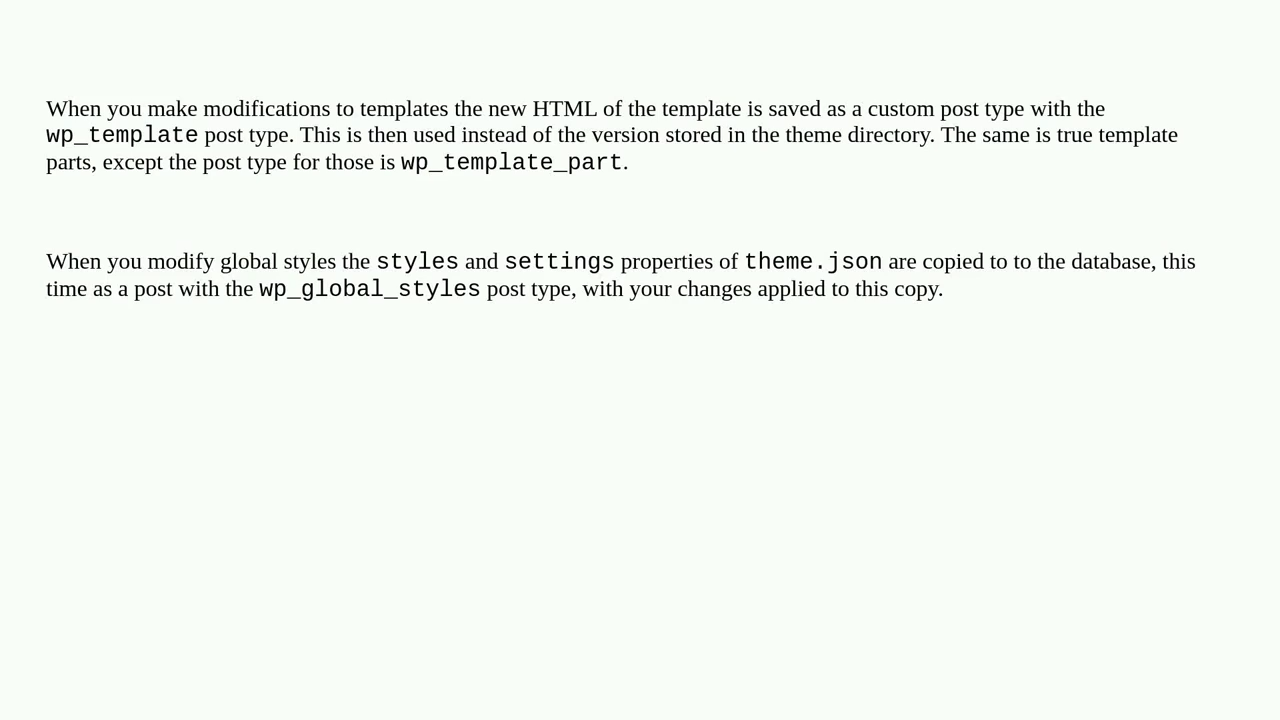 When you make modifications to templates the new HTML of the template is saved as a custom post type with the
wp_template post type. This is then used instead of the version stored in the theme directory. The same is true template
parts, except the post type for those is wp_template_part.
When you modify global styles the styles and settings properties of theme.json are copied to to the database, this
time as a post with the wp_global_styles post type, with your changes applied to this copy.